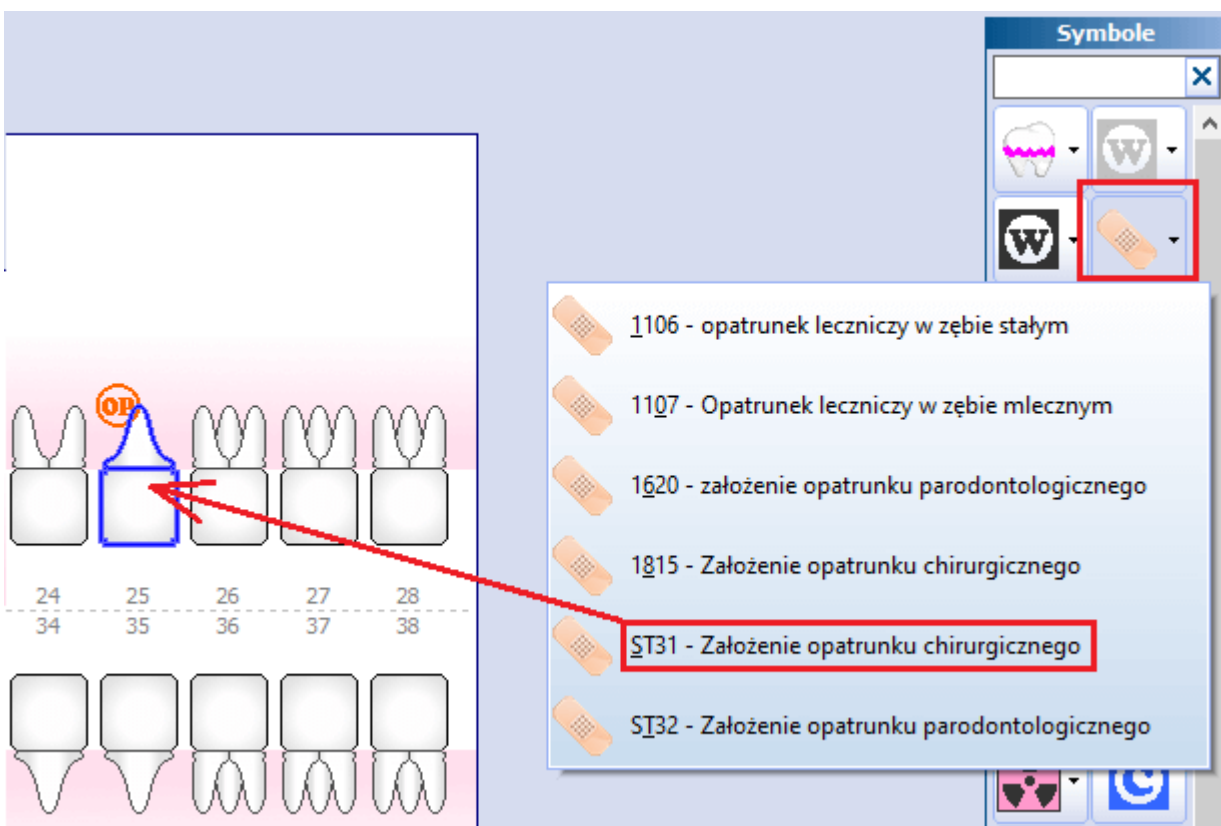 Symbole
W
W
1106 - opatrunek leczniczy w zębie stałym
1107 - Opatrunek leczniczy w zębie mlecznym
1620 - założenie opatrunku parodontologicznego
1815 - Założenie opatrunku chirurgicznego
ST31 - Założenie opatrunku chirurgicznego
ST32 - Założenie opatrunku parodontologicznego
OP
24 25 26 27 28
34 35 36 37 38
C